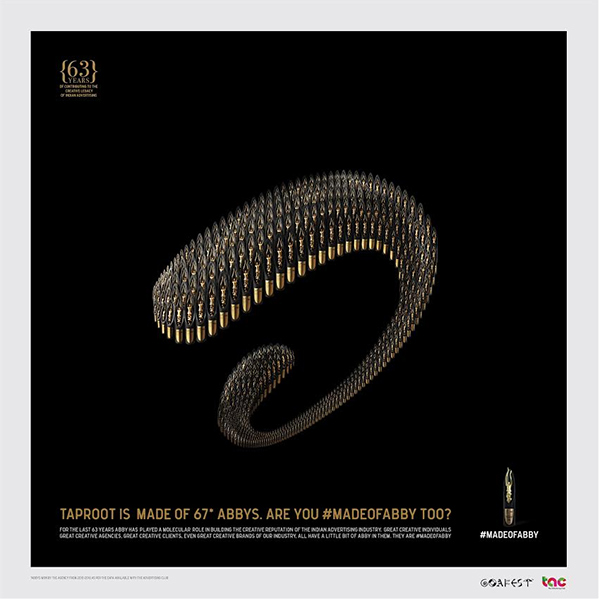 {63}
YEARS
OF CONTRIBUTING TO THE
CREATIVE LEGACY
OF INDIAN ADVERTISING
TAPROOT IS MADE OF 67* ABBYS. ARE YOU #MADEOFABBY TOO?
FOR THE LAST 63 YEARS ABBY HAS PLAYED A MOLECULAR ROLE IN BUILDING THE CREATIVE REPUTATION OF THE INDIAN ADVERTISING INDUSTRY. GREAT CREATIVE INDIVIDUALS
GREAT CREATIVE AGENCIES, GREAT CREATIVE CLIENTS, EVEN GREAT CREATIVE BRANDS OF OUR INDUSTRY, ALL HAVE A LITTLE BIT OF ABBY IN THEM. THEY ARE #MADEOFABBY
#MADEOFABBY
GOAFEST
tac